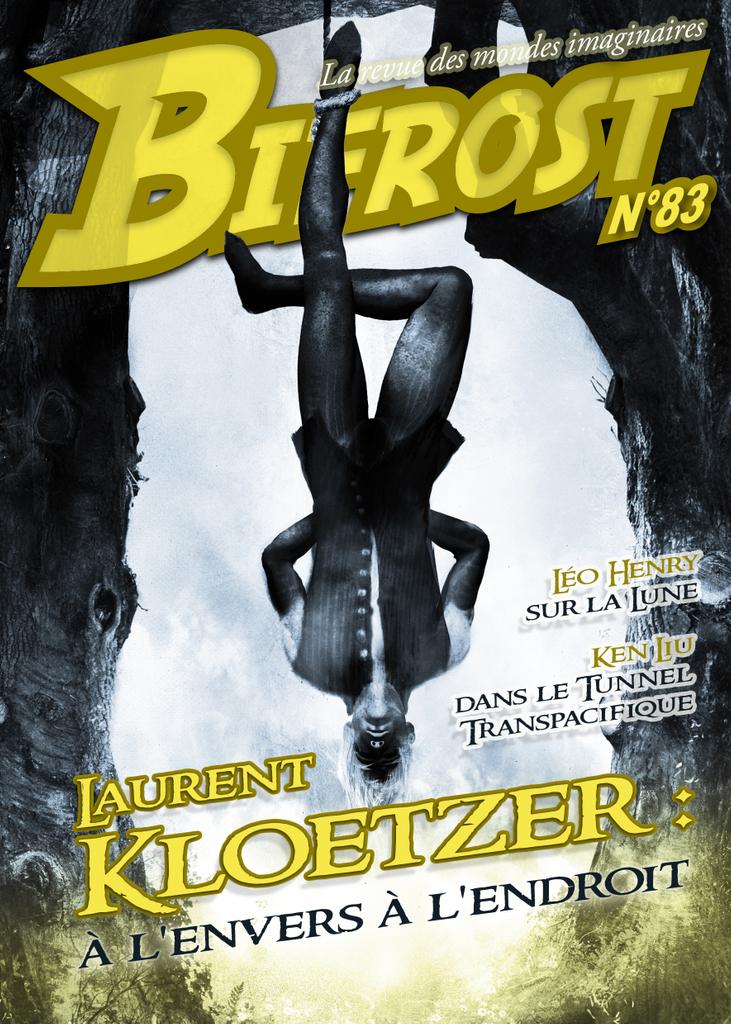 La revue des mondes imaginaires
BIFROST
N°83
LÉO HENRY
SUR LA LUNE
KEN LIU
DANS LE TUNNEL
TRANSPACIFIQUE
LAURENT
KLOETZER :
À L'ENVERS À L'ENDROIT